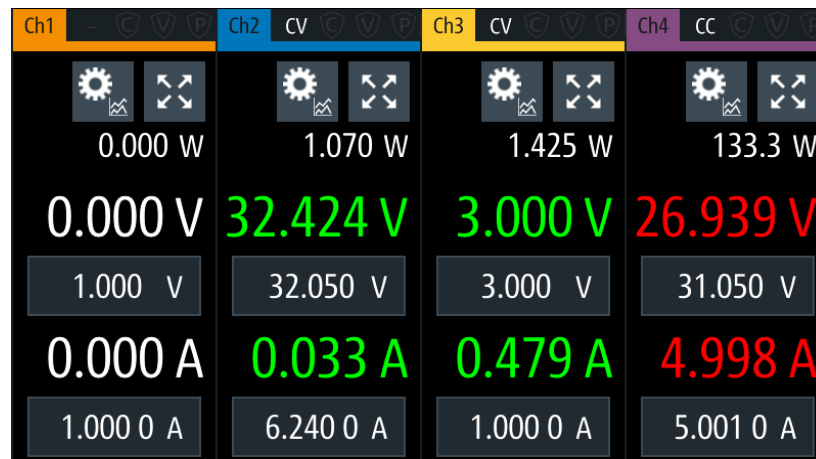 Ch1 – C V P Ch2 CV C V P Ch3 CV C V P Ch4 CC C V P
0.000 W 1.070 W 1.425 W 133.3 W
0.000 V 32.424 V 3.000 V 26.939 V
1.000 V 32.050 V 3.000 V 31.050 V
0.000 A 0.033 A 0.479 A 4.998 A
1.000 0 A 6.240 0 A 1.000 0 A 5.001 0 A